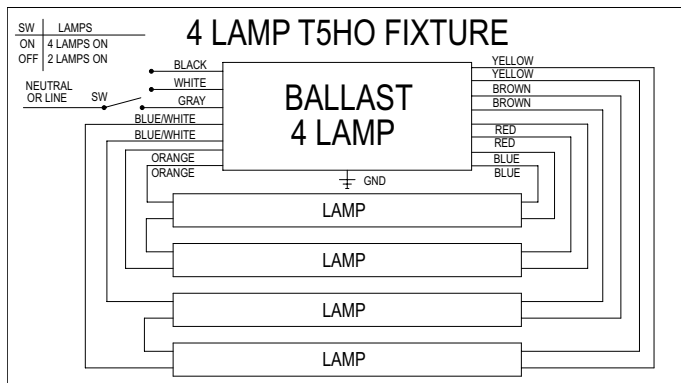 4 LAMP T5HO FIXTURE
SW LAMPS
ON 4 LAMPS ON
OFF 2 LAMPS ON
NEUTRAL
OR LINE
SW
BLACK
WHITE
GRAY
BLUE/WHITE
BLUE/WHITE
ORANGE
ORANGE
BALLAST
4 LAMP
GND
YELLOW
YELLOW
BROWN
BROWN
RED
RED
BLUE
BLUE
LAMP
LAMP
LAMP
LAMP